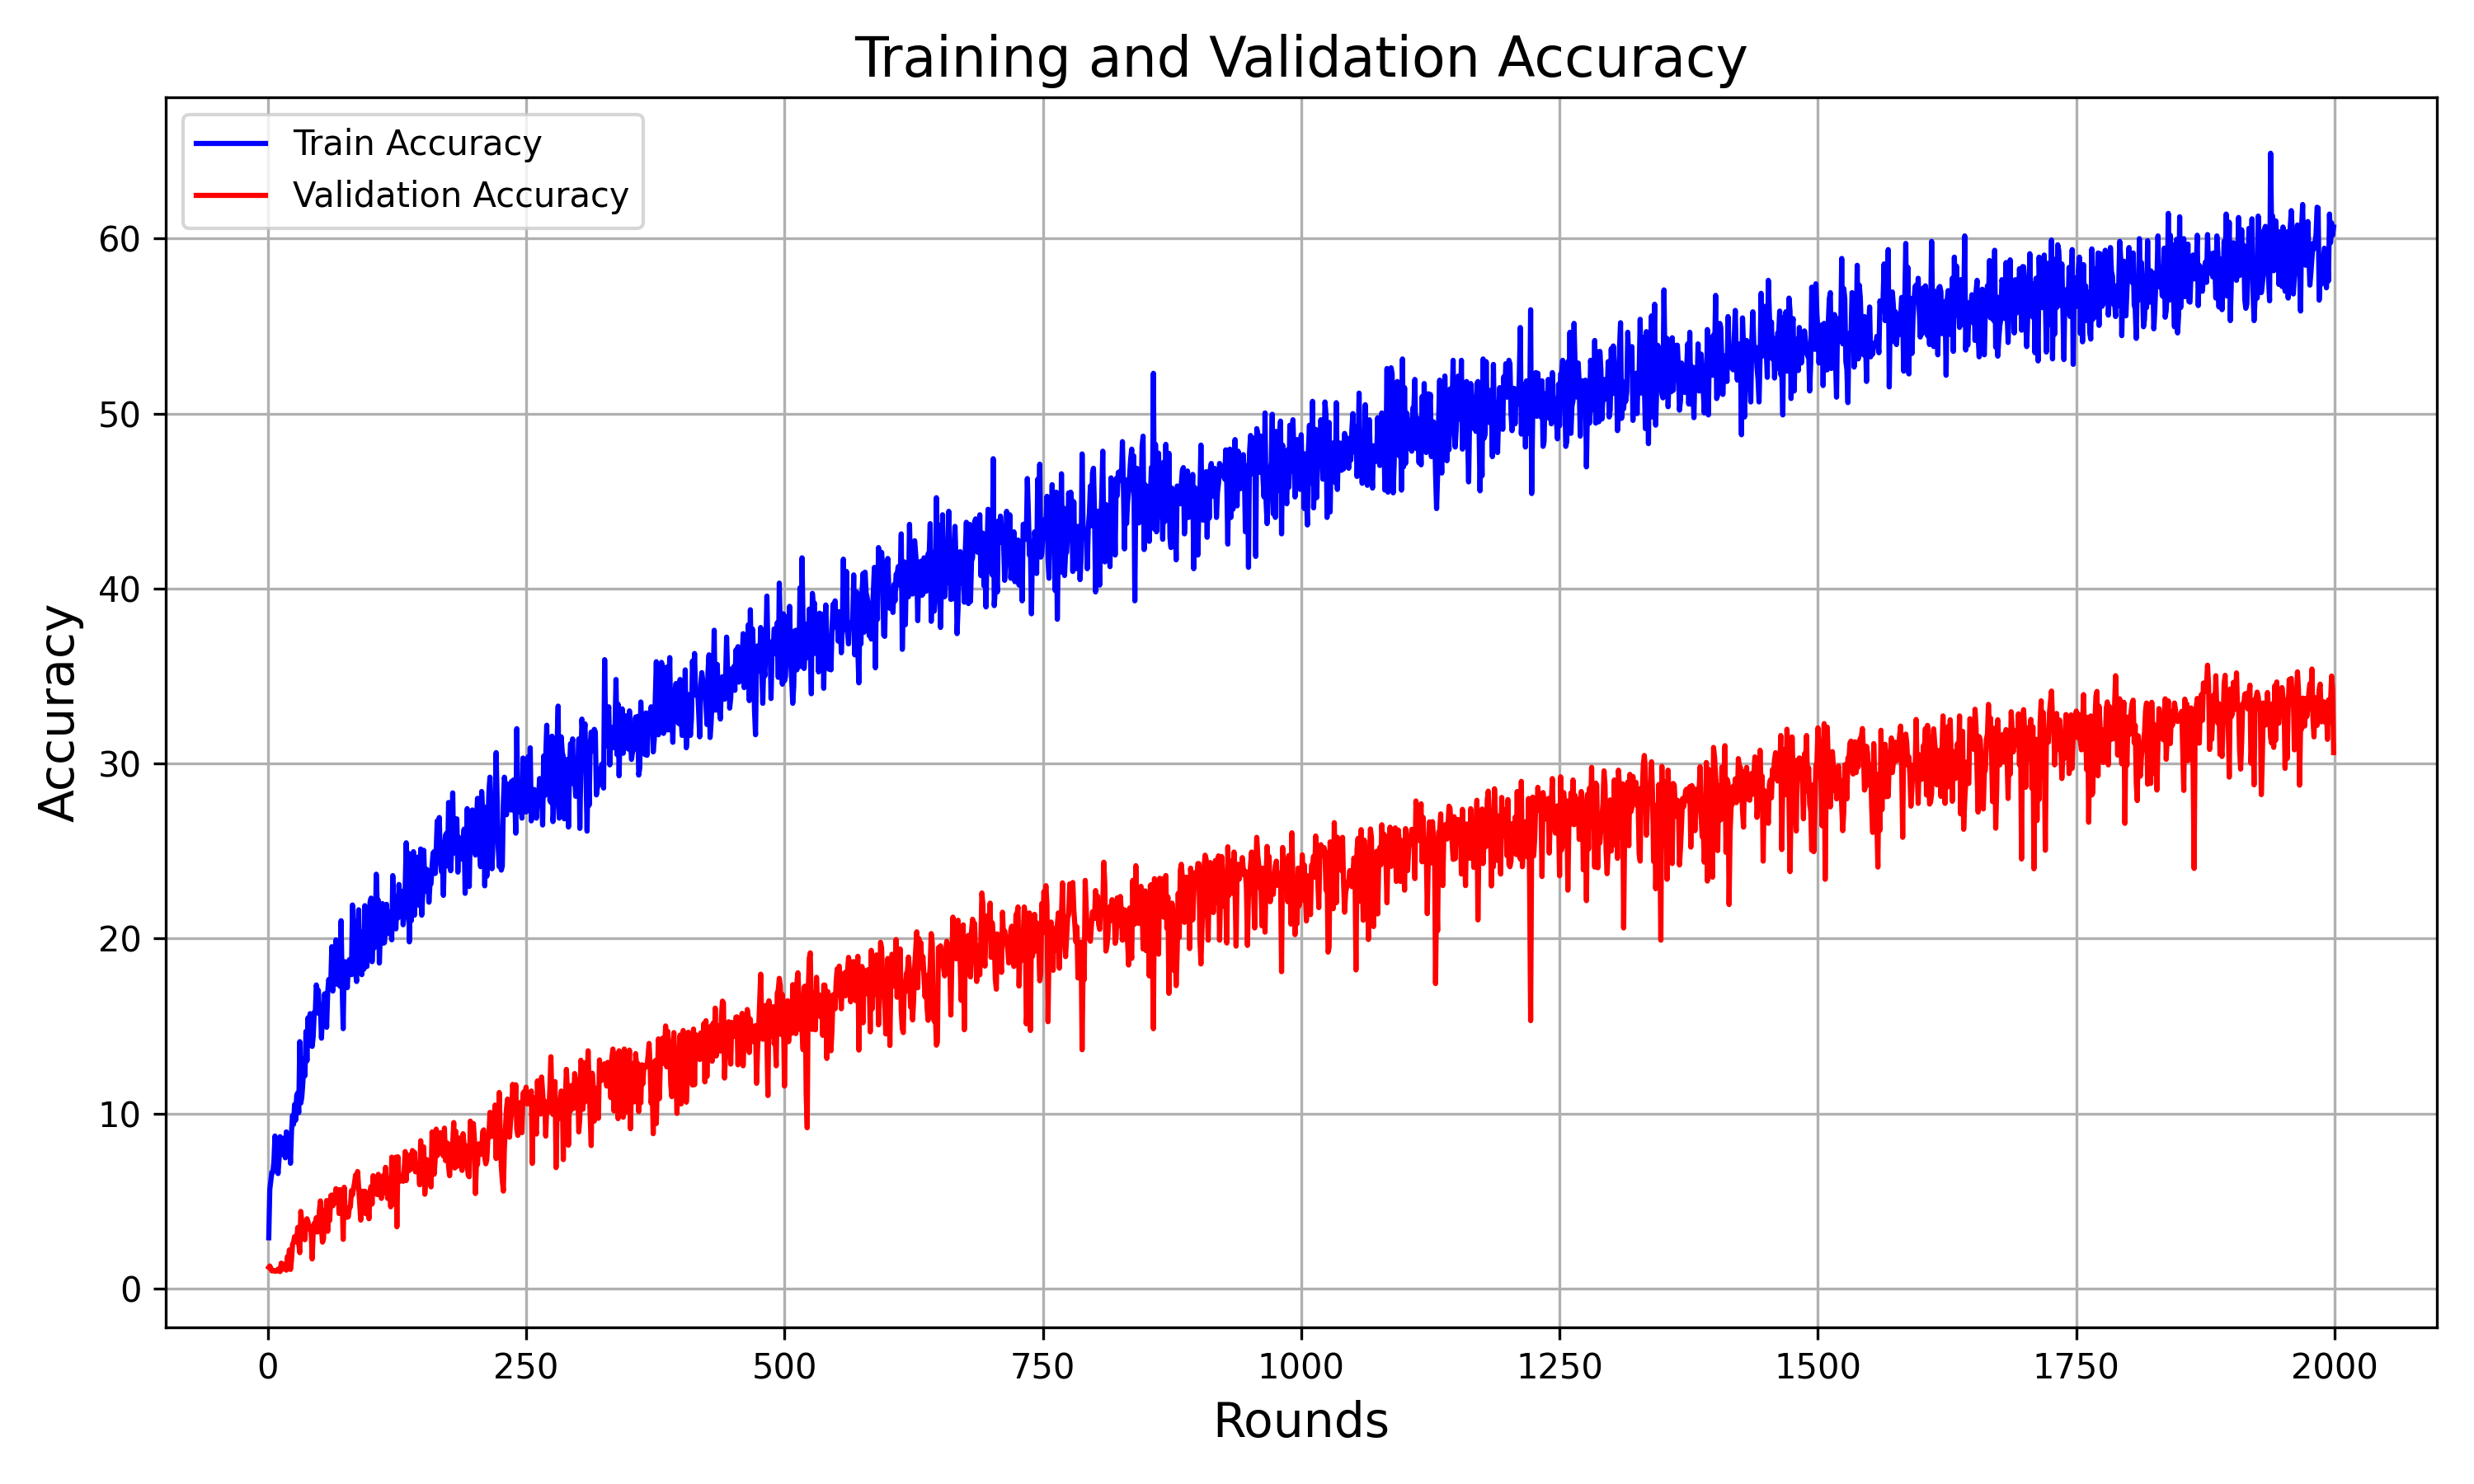 Training and Validation Accuracy
Train Accuracy
Validation Accuracy
Accuracy
60
50
40
30
20
10
0
0 250 500 750 1000 1250 1500 1750 2000
Rounds